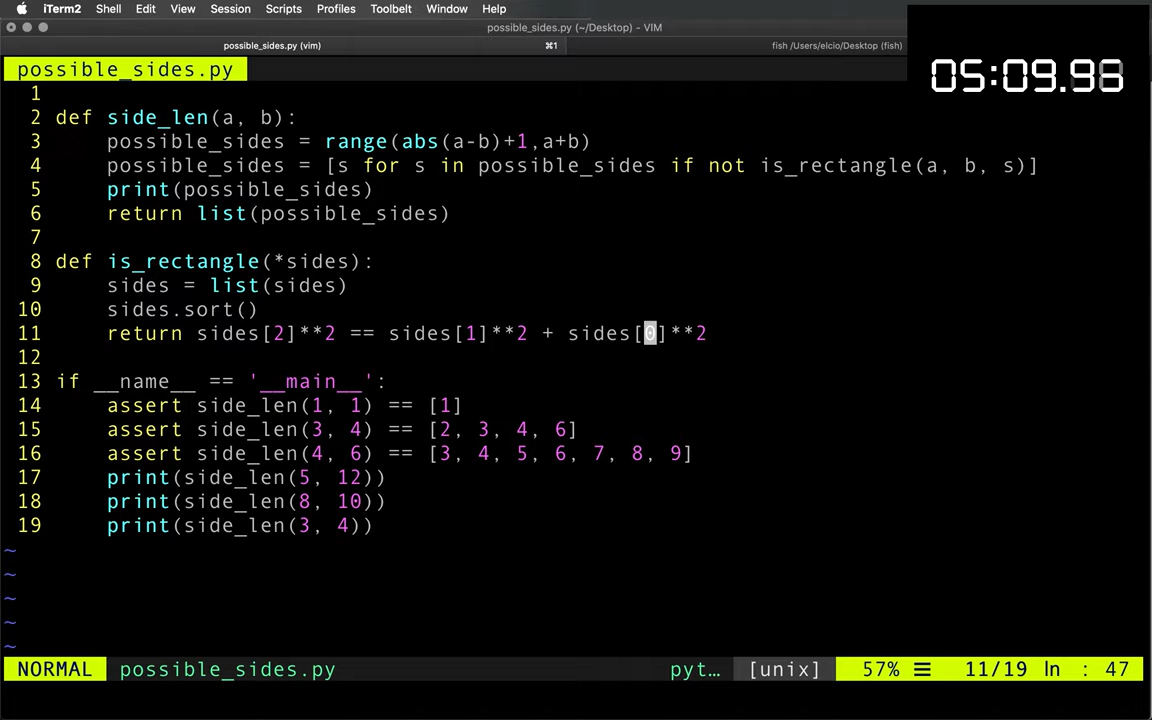 iTerm2 Shell Edit View Session Scripts Profiles Toolbelt Window Help
possible_sides.py (~/Desktop) - VIM
possible_sides.py (vim) ⌘1 fish /Users/elcio/Desktop (fish)
05:09.98
possible_sides.py
1
2 def side_len(a, b):
3     possible_sides = range(abs(a-b)+1,a+b)
4     possible_sides = [s for s in possible_sides if not is_rectangle(a, b, s)]
5     print(possible_sides)
6     return list(possible_sides)
7
8 def is_rectangle(*sides):
9     sides = list(sides)
10     sides.sort()
11     return sides[2]**2 == sides[1]**2 + sides[0]**2
12
13 if __name__ == '__main__':
14     assert side_len(1, 1) == [1]
15     assert side_len(3, 4) == [2, 3, 4, 6]
16     assert side_len(4, 6) == [3, 4, 5, 6, 7, 8, 9]
17     print(side_len(5, 12))
18     print(side_len(8, 10))
19     print(side_len(3, 4))
~
~
~
~
~
NORMAL possible_sides.py pyt… [unix] 57% ☰ 11/19 ln : 47